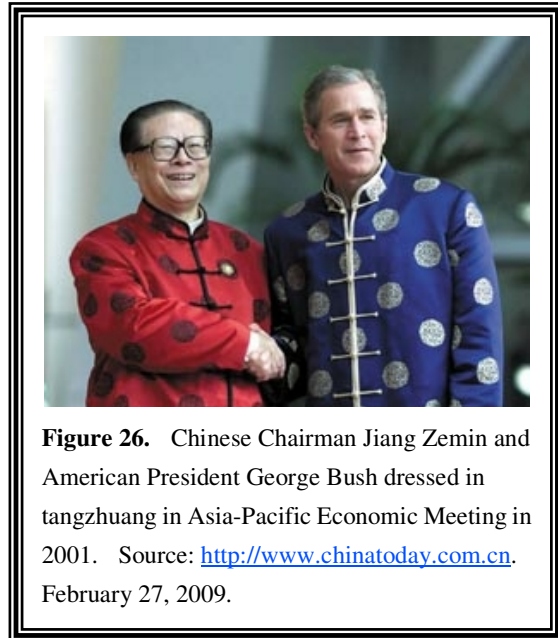 Figure 26. Chinese Chairman Jiang Zemin and
American President George Bush dressed in
tangzhuang in Asia-Pacific Economic Meeting in
2001. Source: http://www.chinatoday.com.cn.
February 27, 2009.